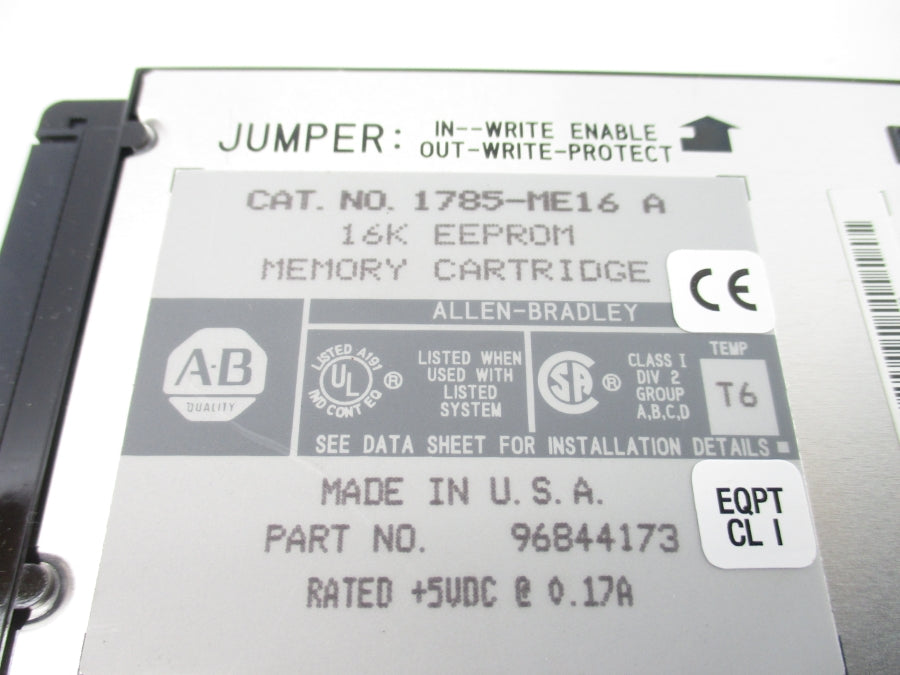 JUMPER: IN--WRITE ENABLE
OUT-WRITE-PROTECT
CAT. NO. 1785-ME16 A
16K EEPROM
MEMORY CARTRIDGE
CE
ALLEN-BRADLEY
A-B
QUALITY
LISTED A191
UL ®
IND CONT EQ
LISTED WHEN
USED WITH
LISTED
SYSTEM
SA ®
CLASS I
DIV 2
GROUP
A,B,C,D
TEMP
T6
SEE DATA SHEET FOR INSTALLATION DETAILS
MADE IN U.S.A.
EQPT
CL I
PART NO. 96844173
RATED +5VDC @ 0.17A